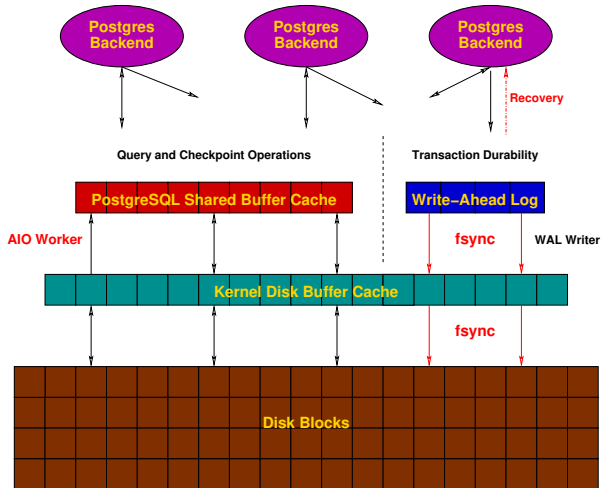 Postgres
Backend
Postgres
Backend
Postgres
Backend
Recovery
Query and Checkpoint Operations
Transaction Durability
PostgreSQL Shared Buffer Cache
Write−Ahead Log
AIO Worker
fsync
WAL Writer
Kernel Disk Buffer Cache
fsync
Disk Blocks